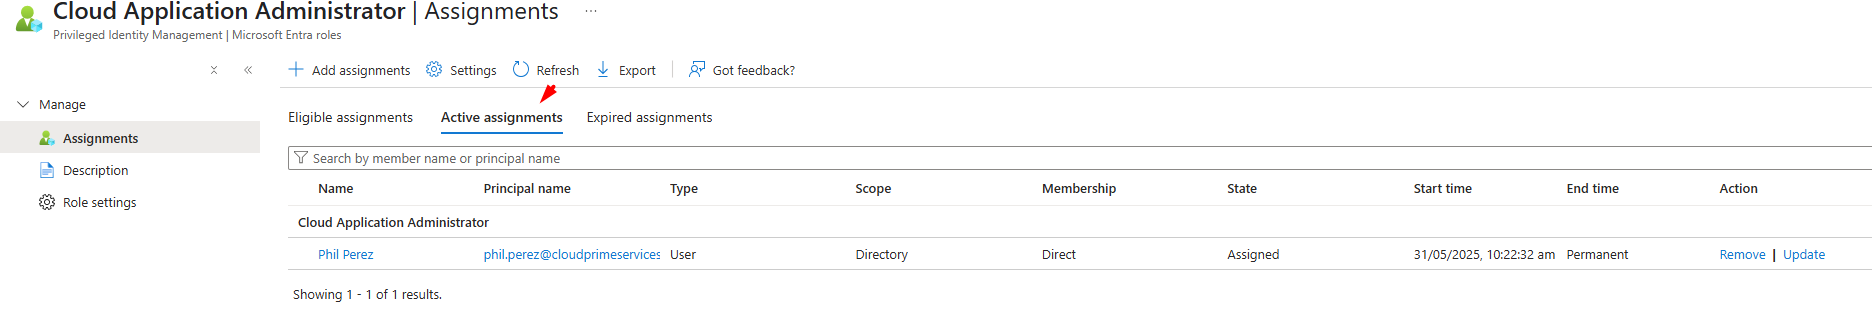 Cloud Application Administrator | Assignments ...
Privileged Identity Management | Microsoft Entra roles
Add assignments Settings Refresh Export Got feedback?
Manage
Assignments
Description
Role settings
Eligible assignments Active assignments Expired assignments
Search by member name or principal name
Name Principal name Type Scope Membership State Start time End time Action
Cloud Application Administrator
Phil Perez phil.perez@cloudprimeservices User Directory Direct Assigned 31/05/2025, 10:22:32 am Permanent Remove | Update
Showing 1 - 1 of 1 results.